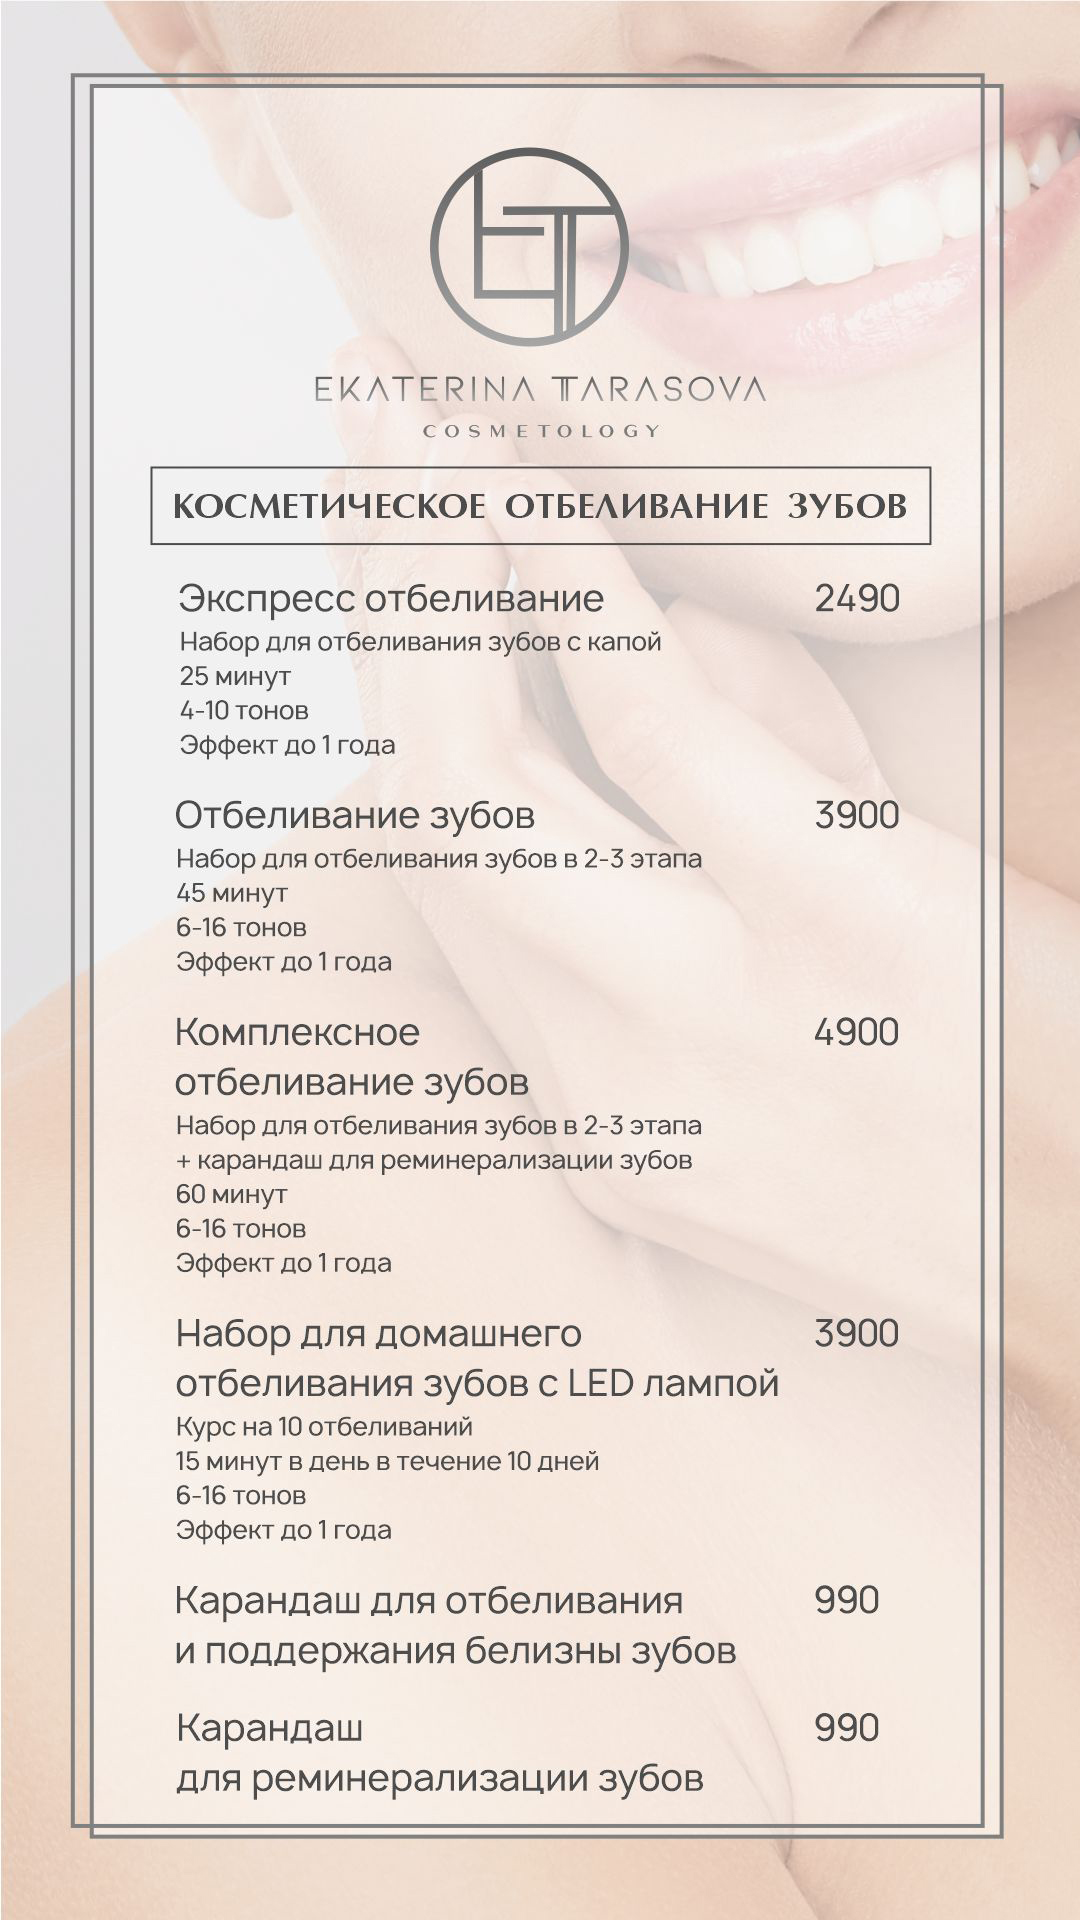 EKATERINA TARASOVA
COSMETOLOGY
КОСМЕТИЧЕСКОЕ ОТБЕЛИВАНИЕ ЗУБОВ
Экспресс отбеливание 2490
Набор для отбеливания зубов с капой
25 минут
4-10 тонов
Эффект до 1 года
Отбеливание зубов 3900
Набор для отбеливания зубов в 2-3 этапа
45 минут
6-16 тонов
Эффект до 1 года
Комплексное 4900
отбеливание зубов
Набор для отбеливания зубов в 2-3 этапа
+ карандаш для реминерализации зубов
60 минут
6-16 тонов
Эффект до 1 года
Набор для домашнего 3900
отбеливания зубов с LED лампой
Курс на 10 отбеливаний
15 минут в день в течение 10 дней
6-16 тонов
Эффект до 1 года
Карандаш для отбеливания 990
и поддержания белизны зубов
Карандаш 990
для реминерализации зубов